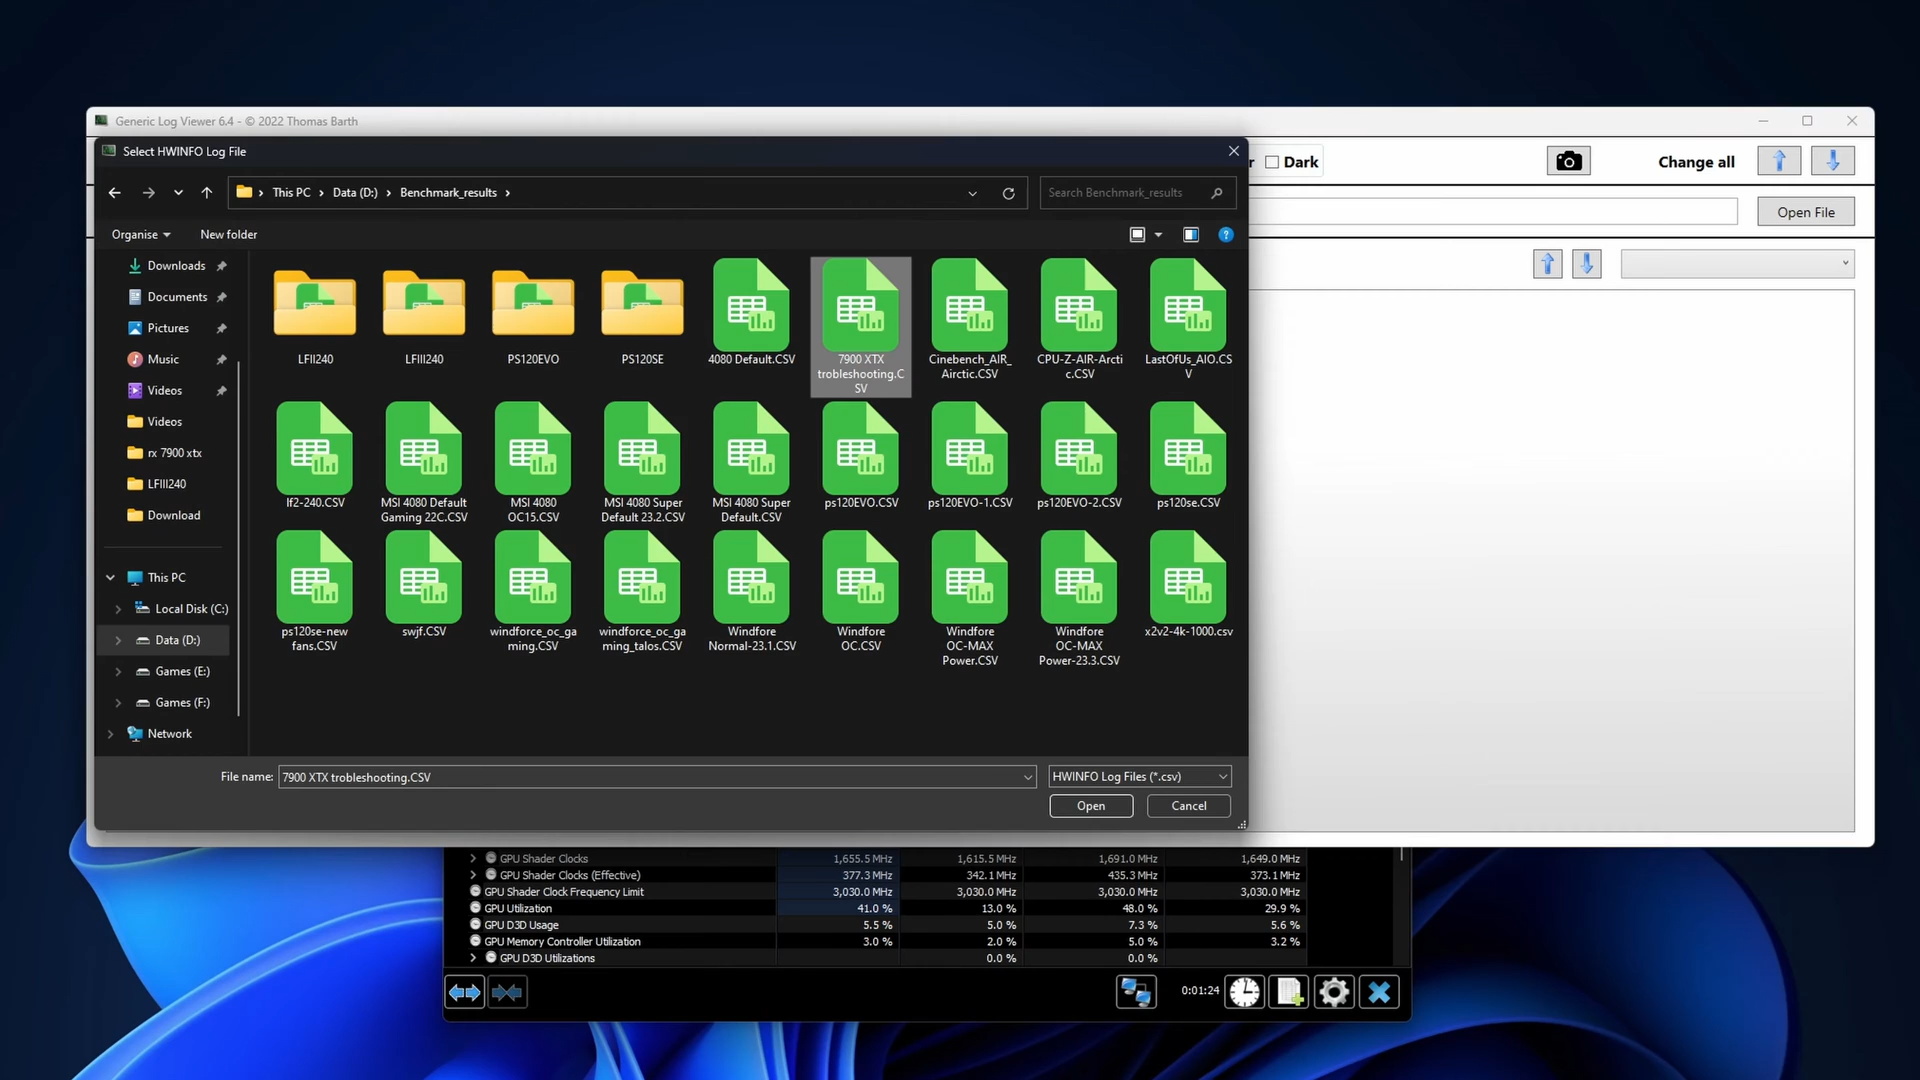 Generic Log Viewer 6.4 - © 2022 Thomas Barth
Select HWINFO Log File
r Dark
Change all
This PC > Data (D:) > Benchmark_results >
Search Benchmark_results
Open File
Organise
New folder
Downloads
Documents
Pictures
Music
Videos
Videos
rx 7900 xtx
LFIII240
Download
This PC
Local Disk (C:)
Data (D:)
Games (E:)
Games (F:)
Network
LFII240
LFIII240
PS120EVO
PS120SE
4080 Default.CSV
7900 XTX
trobleshooting.C
SV
Cinebench_AIR_
Airctic.CSV
CPU-Z-AIR-Arcti
c.CSV
LastOfUs_AIO.CS
V
lf2-240.CSV
MSI 4080 Default
Gaming 22C.CSV
MSI 4080
OC15.CSV
MSI 4080 Super
Default 23.2.CSV
MSI 4080 Super
Default.CSV
ps120EVO.CSV
ps120EVO-1.CSV
ps120EVO-2.CSV
ps120se.CSV
ps120se-new
fans.CSV
swjf.CSV
windforce_oc_ga
ming.CSV
windforce_oc_ga
ming_talos.CSV
Windfore
Normal-23.1.CSV
Windfore
OC.CSV
Windfore
OC-MAX
Power.CSV
Windfore
OC-MAX
Power-23.3.CSV
x2v2-4k-1000.csv
File name: 7900 XTX trobleshooting.CSV
HWINFO Log Files (*.csv)
Open
Cancel
GPU Shader Clocks 1,655.5 MHz 1,615.5 MHz 1,691.0 MHz 1,649.0 MHz
GPU Shader Clocks (Effective) 377.3 MHz 342.1 MHz 435.3 MHz 373.1 MHz
GPU Shader Clock Frequency Limit 3,030.0 MHz 3,030.0 MHz 3,030.0 MHz 3,030.0 MHz
GPU Utilization 41.0 % 13.0 % 48.0 % 29.9 %
GPU D3D Usage 5.5 % 5.0 % 7.3 % 5.6 %
GPU Memory Controller Utilization 3.0 % 2.0 % 5.0 % 3.2 %
GPU D3D Utilizations 0.0 % 0.0 %
0:01:24